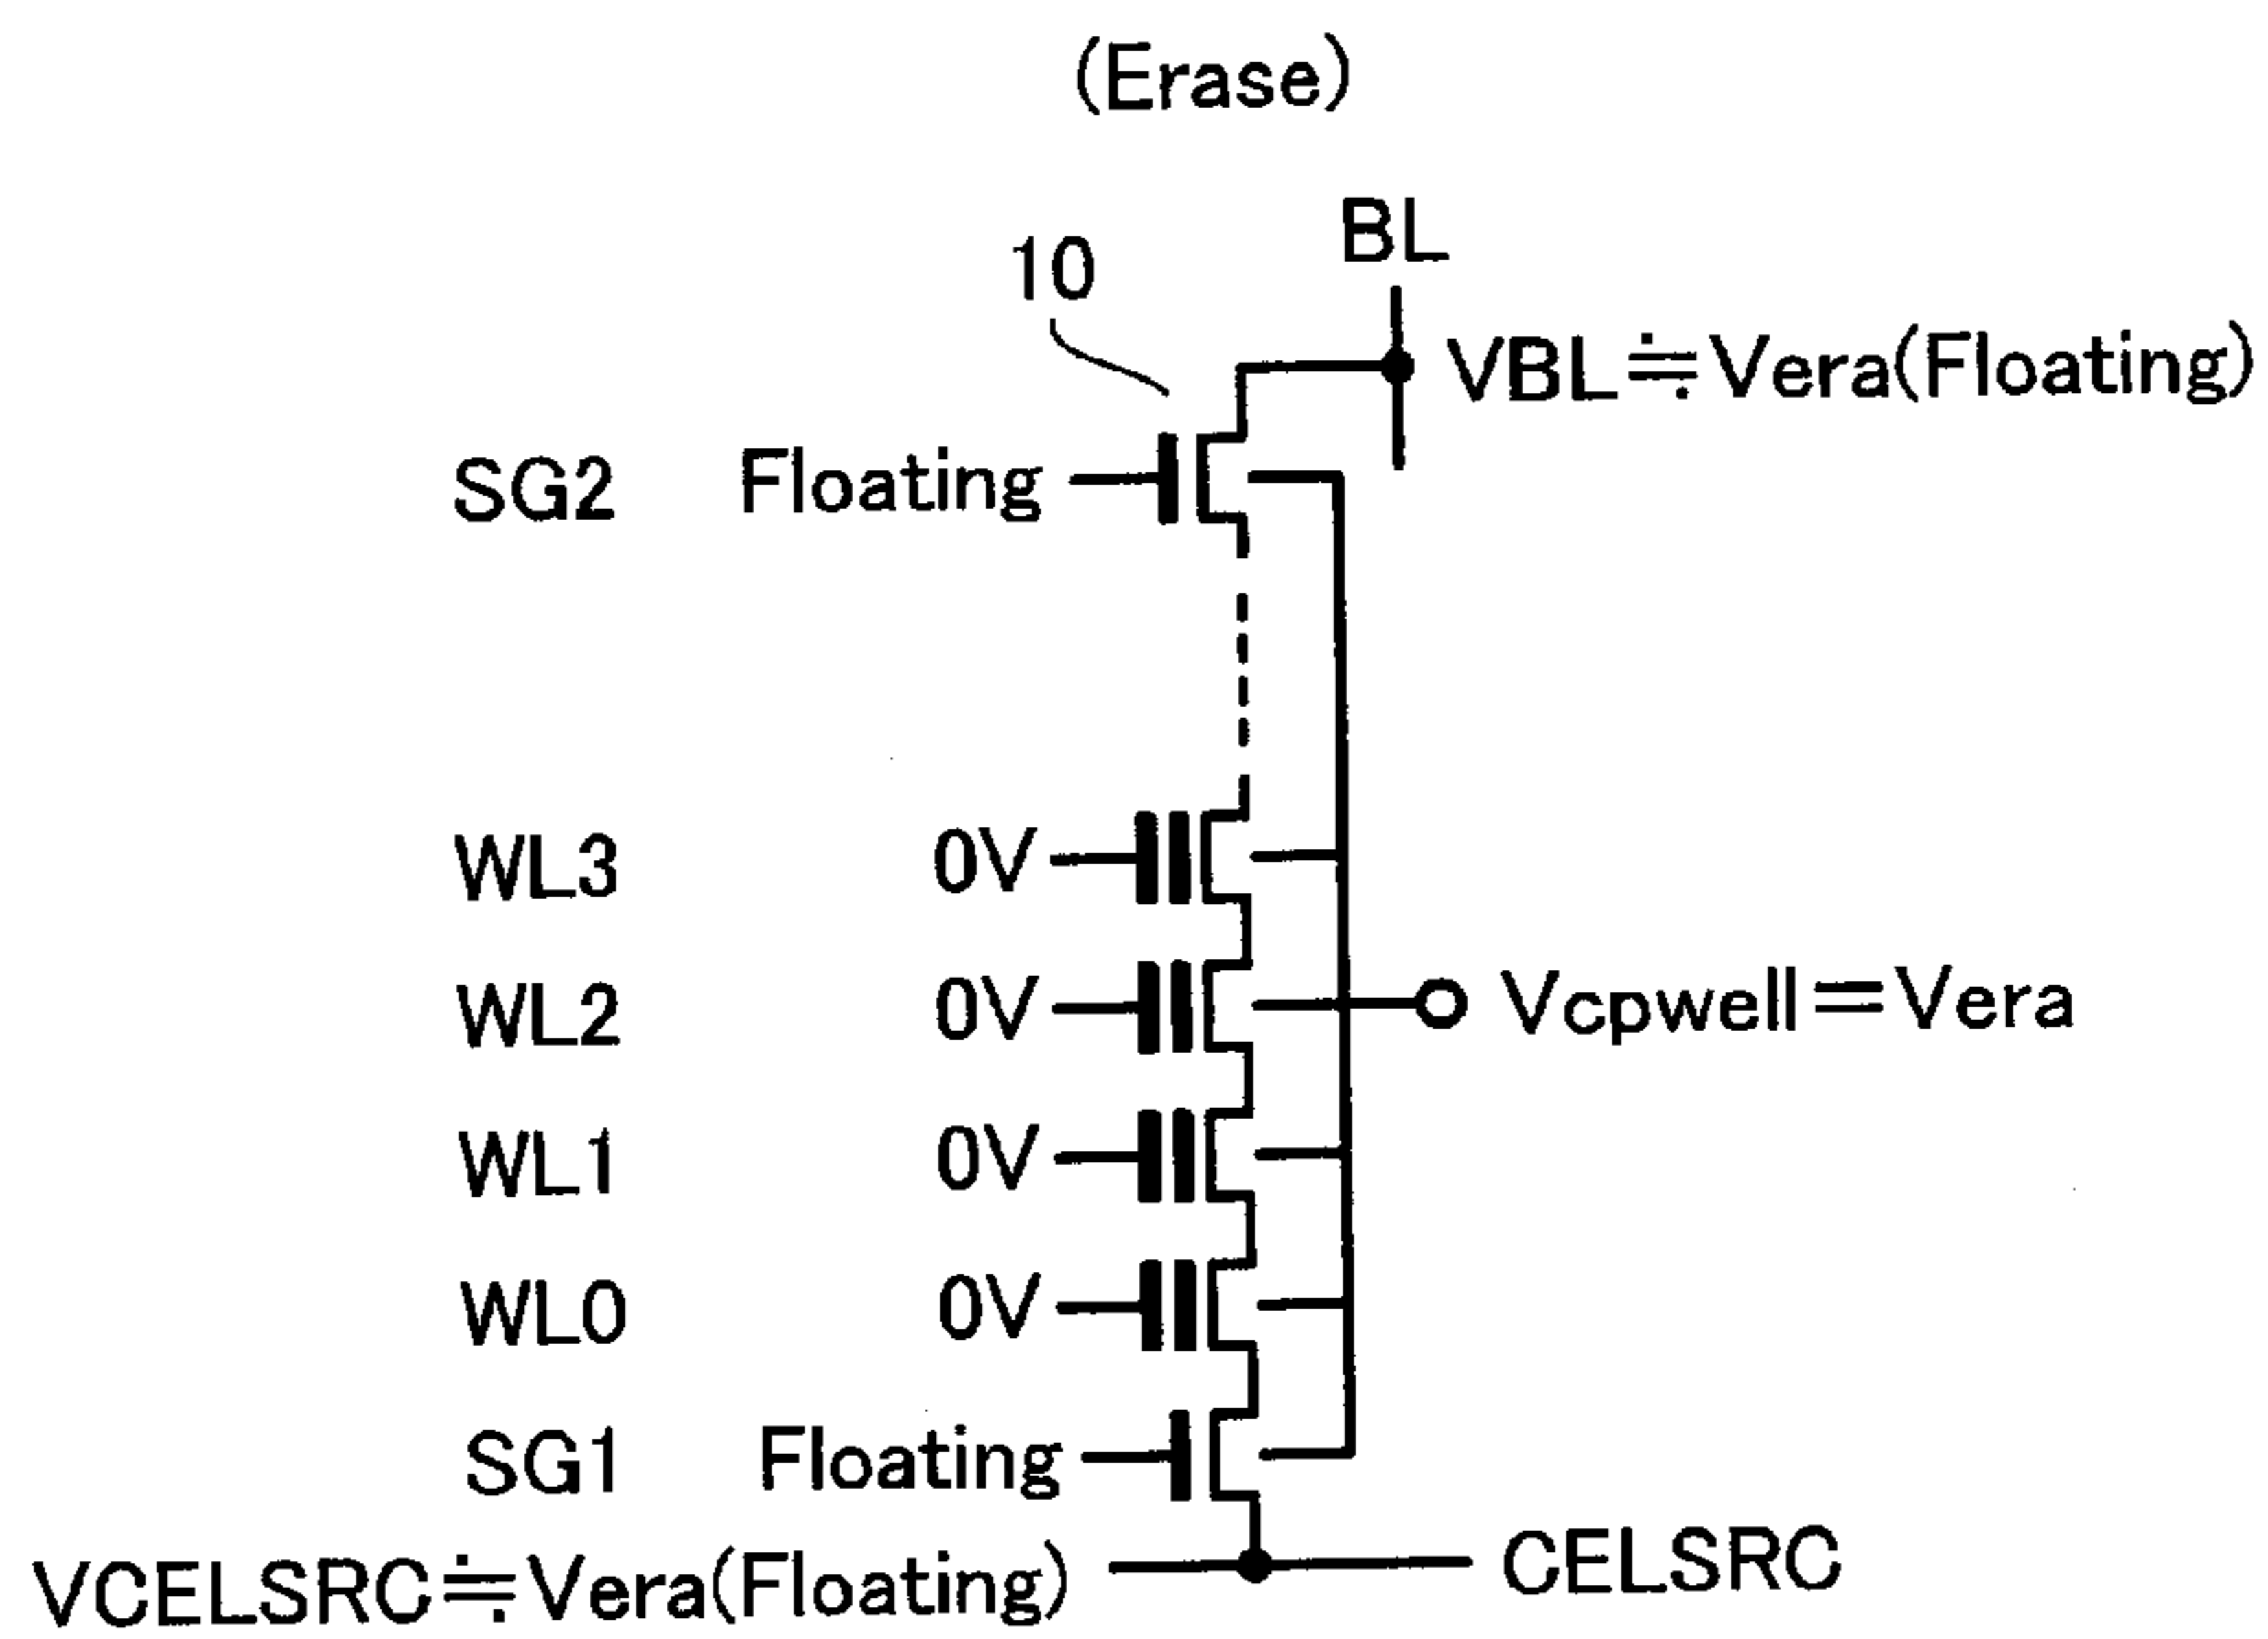 (Erase)
BL
10
VBL≒Vera(Floating)
SG2 Floating
WL3 0V
WL2 0V Vcpwell=Vera
WL1 0V
WL0 0V
SG1 Floating
VCELSRC≒Vera(Floating) CELSRC